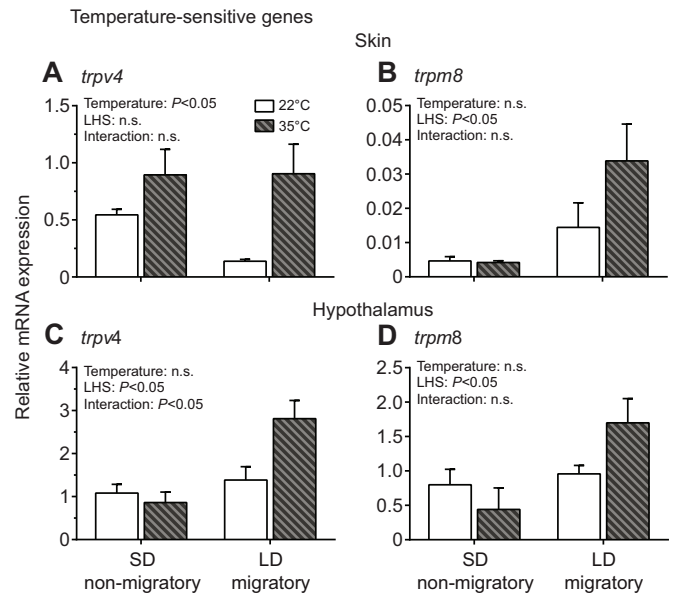 Temperature-sensitive genes
Skin
A trpv4
Temperature: P<0.05
LHS: n.s.
Interaction: n.s.
22°C
35°C
1.5
1.0
0.5
0
B trpm8
Temperature: n.s.
LHS: P<0.05
Interaction: n.s.
0.05
0.04
0.03
0.02
0.01
0
Relative mRNA expression
Hypothalamus
C trpv4
Temperature: n.s.
LHS: P<0.05
Interaction: P<0.05
4
3
2
1
0
SD
non-migratory
LD
migratory
D trpm8
Temperature: n.s.
LHS: P<0.05
Interaction: n.s.
2.5
2.0
1.5
1.0
0.5
0
SD
non-migratory
LD
migratory